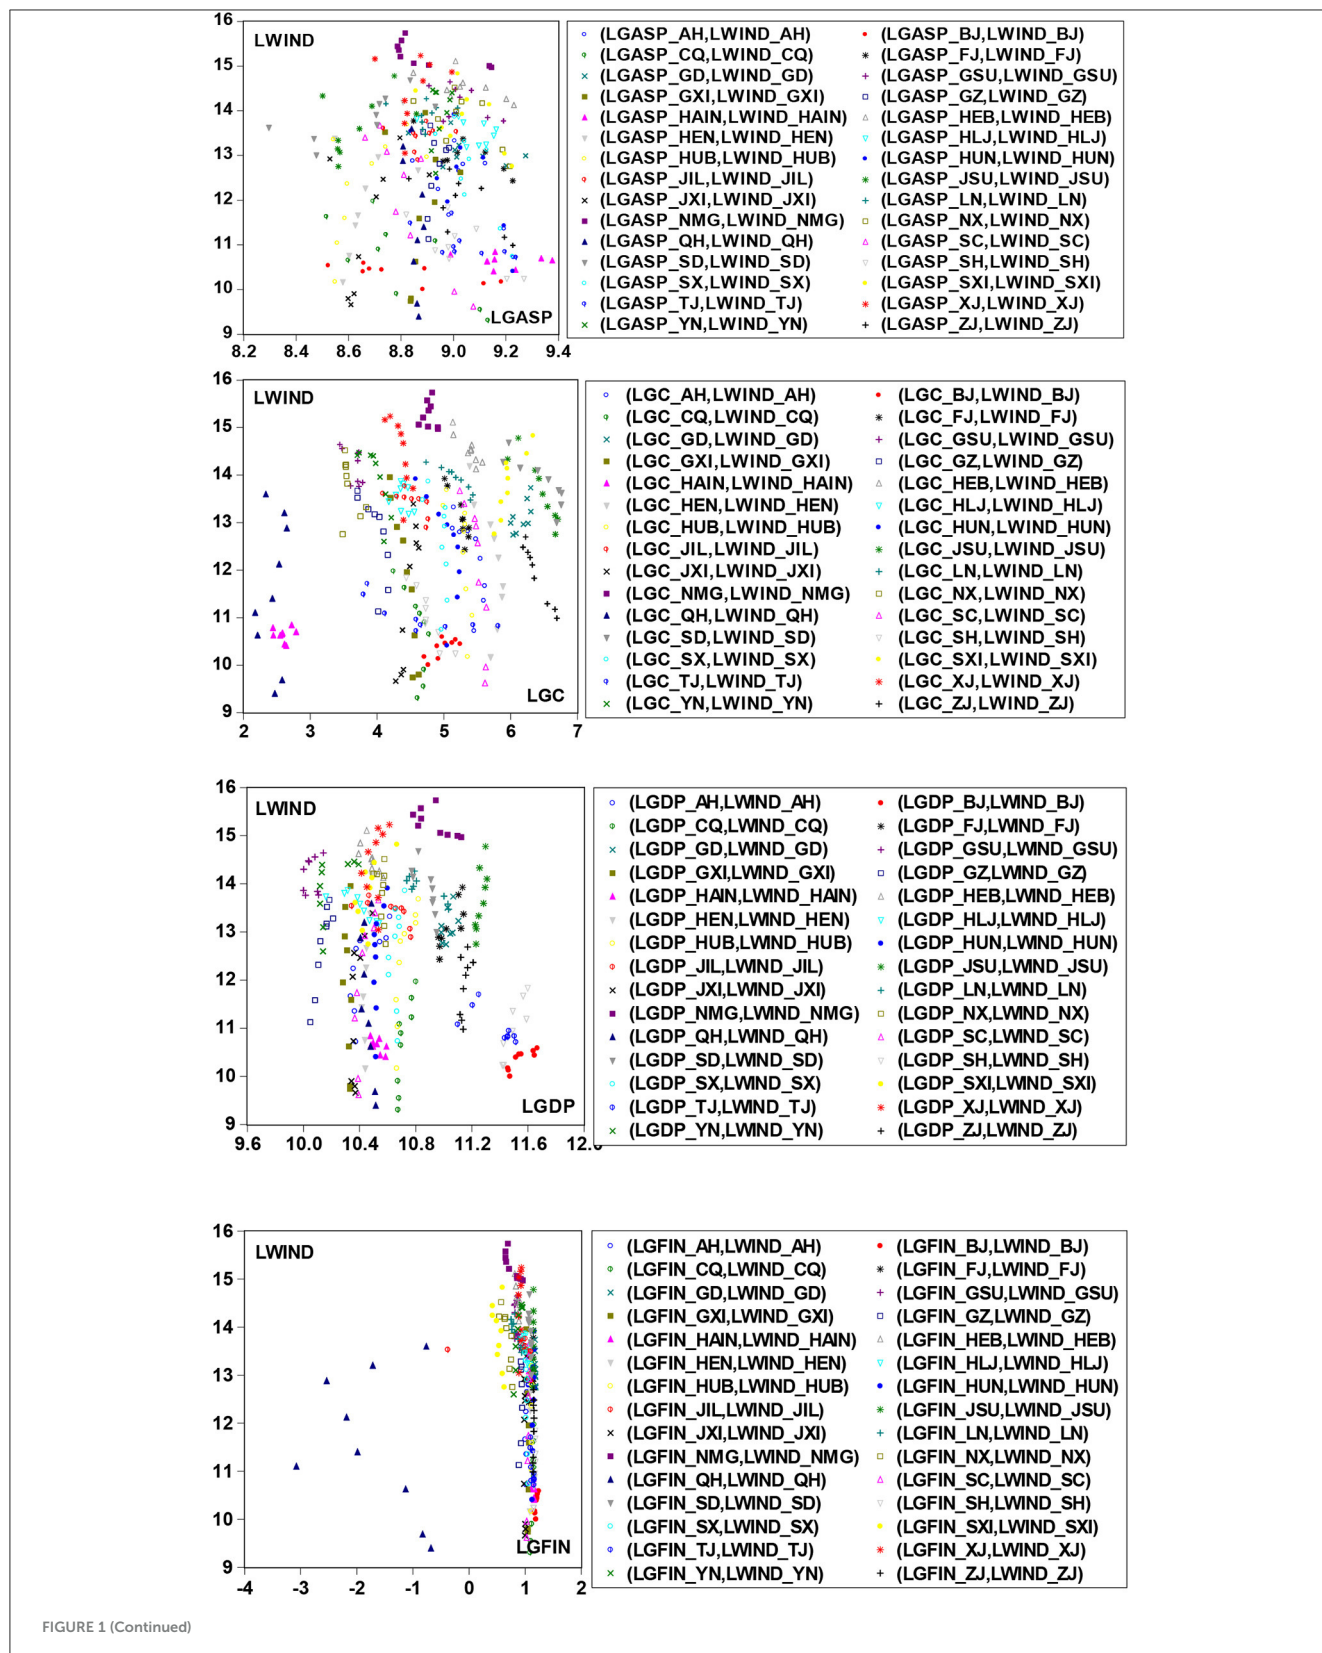 16
LWIND
15
14
13
12
11
10
9
LGASP
8.2 8.4 8.6 8.8 9.0 9.2 9.4
(LGASP_AH,LWIND_AH) (LGASP_BJ,LWIND_BJ)
(LGASP_CQ,LWIND_CQ) (LGASP_FJ,LWIND_FJ)
(LGASP_GD,LWIND_GD) (LGASP_GSU,LWIND_GSU)
(LGASP_GXI,LWIND_GXI) (LGASP_GZ,LWIND_GZ)
(LGASP_HAIN,LWIND_HAIN) (LGASP_HEB,LWIND_HEB)
(LGASP_HEN,LWIND_HEN) (LGASP_HLJ,LWIND_HLJ)
(LGASP_HUB,LWIND_HUB) (LGASP_HUN,LWIND_HUN)
(LGASP_JIL,LWIND_JIL) (LGASP_JSU,LWIND_JSU)
(LGASP_JXI,LWIND_JXI) (LGASP_LN,LWIND_LN)
(LGASP_NMG,LWIND_NMG) (LGASP_NX,LWIND_NX)
(LGASP_QH,LWIND_QH) (LGASP_SC,LWIND_SC)
(LGASP_SD,LWIND_SD) (LGASP_SH,LWIND_SH)
(LGASP_SX,LWIND_SX) (LGASP_SXI,LWIND_SXI)
(LGASP_TJ,LWIND_TJ) (LGASP_XJ,LWIND_XJ)
(LGASP_YN,LWIND_YN) (LGASP_ZJ,LWIND_ZJ)
16
LWIND
15
14
13
12
11
10
LGC
9
2 3 4 5 6 7
(LGC_AH,LWIND_AH) (LGC_BJ,LWIND_BJ)
(LGC_CQ,LWIND_CQ) (LGC_FJ,LWIND_FJ)
(LGC_GD,LWIND_GD) (LGC_GSU,LWIND_GSU)
(LGC_GXI,LWIND_GXI) (LGC_GZ,LWIND_GZ)
(LGC_HAIN,LWIND_HAIN) (LGC_HEB,LWIND_HEB)
(LGC_HEN,LWIND_HEN) (LGC_HLJ,LWIND_HLJ)
(LGC_HUB,LWIND_HUB) (LGC_HUN,LWIND_HUN)
(LGC_JIL,LWIND_JIL) (LGC_JSU,LWIND_JSU)
(LGC_JXI,LWIND_JXI) (LGC_LN,LWIND_LN)
(LGC_NMG,LWIND_NMG) (LGC_NX,LWIND_NX)
(LGC_QH,LWIND_QH) (LGC_SC,LWIND_SC)
(LGC_SD,LWIND_SD) (LGC_SH,LWIND_SH)
(LGC_SX,LWIND_SX) (LGC_SXI,LWIND_SXI)
(LGC_TJ,LWIND_TJ) (LGC_XJ,LWIND_XJ)
(LGC_YN,LWIND_YN) (LGC_ZJ,LWIND_ZJ)
16
LWIND
15
14
13
12
11
10
LGDP
9
9.6 10.0 10.4 10.8 11.2 11.6 12.0
(LGDP_AH,LWIND_AH) (LGDP_BJ,LWIND_BJ)
(LGDP_CQ,LWIND_CQ) (LGDP_FJ,LWIND_FJ)
(LGDP_GD,LWIND_GD) (LGDP_GSU,LWIND_GSU)
(LGDP_GXI,LWIND_GXI) (LGDP_GZ,LWIND_GZ)
(LGDP_HAIN,LWIND_HAIN) (LGDP_HEB,LWIND_HEB)
(LGDP_HEN,LWIND_HEN) (LGDP_HLJ,LWIND_HLJ)
(LGDP_HUB,LWIND_HUB) (LGDP_HUN,LWIND_HUN)
(LGDP_JIL,LWIND_JIL) (LGDP_JSU,LWIND_JSU)
(LGDP_JXI,LWIND_JXI) (LGDP_LN,LWIND_LN)
(LGDP_NMG,LWIND_NMG) (LGDP_NX,LWIND_NX)
(LGDP_QH,LWIND_QH) (LGDP_SC,LWIND_SC)
(LGDP_SD,LWIND_SD) (LGDP_SH,LWIND_SH)
(LGDP_SX,LWIND_SX) (LGDP_SXI,LWIND_SXI)
(LGDP_TJ,LWIND_TJ) (LGDP_XJ,LWIND_XJ)
(LGDP_YN,LWIND_YN) (LGDP_ZJ,LWIND_ZJ)
16
LWIND
15
14
13
12
11
10
LGFIN
9
-4 -3 -2 -1 0 1 2
(LGFIN_AH,LWIND_AH) (LGFIN_BJ,LWIND_BJ)
(LGFIN_CQ,LWIND_CQ) (LGFIN_FJ,LWIND_FJ)
(LGFIN_GD,LWIND_GD) (LGFIN_GSU,LWIND_GSU)
(LGFIN_GXI,LWIND_GXI) (LGFIN_GZ,LWIND_GZ)
(LGFIN_HAIN,LWIND_HAIN) (LGFIN_HEB,LWIND_HEB)
(LGFIN_HEN,LWIND_HEN) (LGFIN_HLJ,LWIND_HLJ)
(LGFIN_HUB,LWIND_HUB) (LGFIN_HUN,LWIND_HUN)
(LGFIN_JIL,LWIND_JIL) (LGFIN_JSU,LWIND_JSU)
(LGFIN_JXI,LWIND_JXI) (LGFIN_LN,LWIND_LN)
(LGFIN_NMG,LWIND_NMG) (LGFIN_NX,LWIND_NX)
(LGFIN_QH,LWIND_QH) (LGFIN_SC,LWIND_SC)
(LGFIN_SD,LWIND_SD) (LGFIN_SH,LWIND_SH)
(LGFIN_SX,LWIND_SX) (LGFIN_SXI,LWIND_SXI)
(LGFIN_TJ,LWIND_TJ) (LGFIN_XJ,LWIND_XJ)
(LGFIN_YN,LWIND_YN) (LGFIN_ZJ,LWIND_ZJ)
FIGURE 1 (Continued)